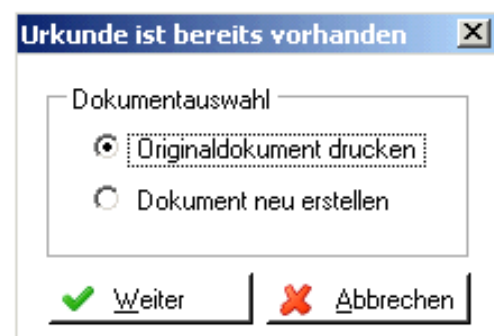 Urkunde ist bereits vorhanden
Dokumentauswahl
Originaldokument drucken
Dokument neu erstellen
Weiter
Abbrechen